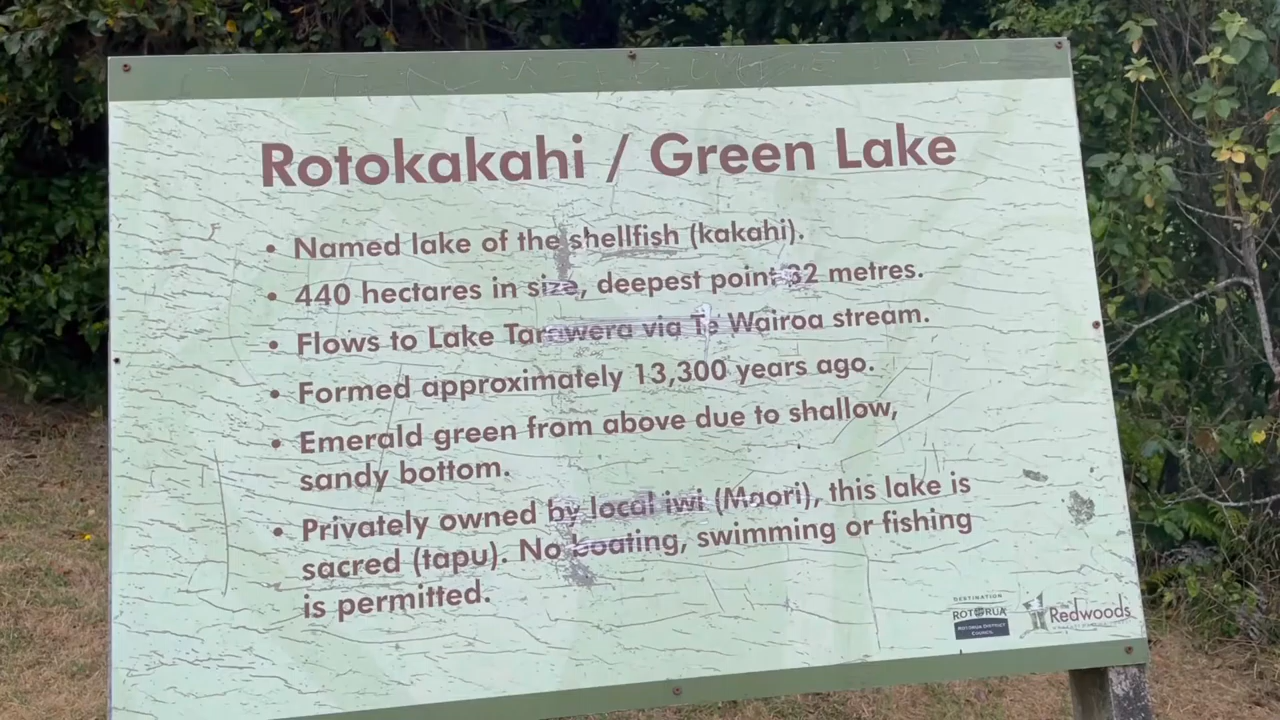 Rotokakahi / Green Lake
• Named lake of the shellfish (kakahi).
• 440 hectares in size, deepest point 32 metres.
• Flows to Lake Tarawera via Te Wairoa stream.
• Formed approximately 13,300 years ago.
• Emerald green from above due to shallow,
sandy bottom.
• Privately owned by local iwi (Maori), this lake is
sacred (tapu). No boating, swimming or fishing
is permitted.
DESTINATION
ROTORUA
ROTORUA DISTRICT
COUNCIL
Redwoods